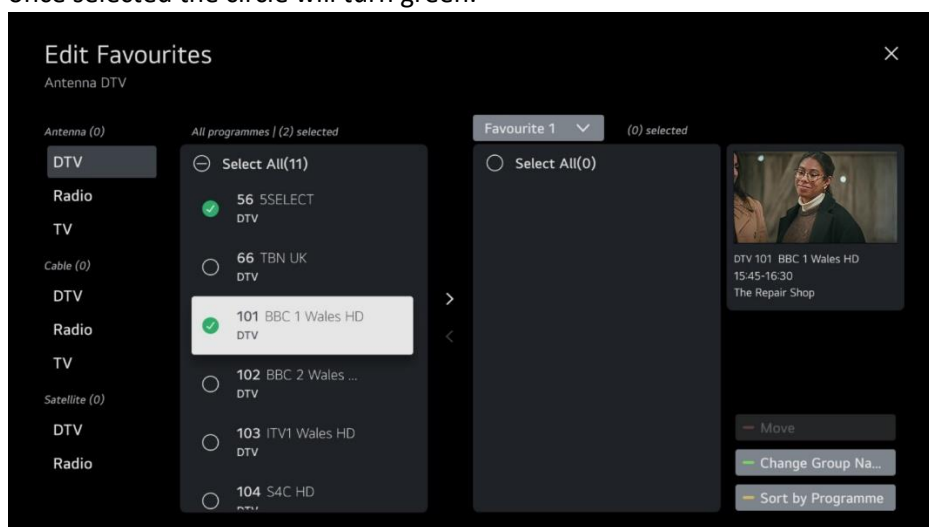 Once selected the circle will turn green.
Edit Favourites
Antenna DTV
Antenna (0)
DTV
Radio
TV
Cable (0)
DTV
Radio
TV
Satellite (0)
DTV
Radio
All programmes | (2) selected
Select All(11)
56 5SELECT
DTV
66 TBN UK
DTV
101 BBC 1 Wales HD
DTV
102 BBC 2 Wales ...
DTV
103 ITV1 Wales HD
DTV
104 S4C HD
DTV
Favourite 1
(0) selected
Select All(0)
DTV 101 BBC 1 Wales HD
15:45-16:30
The Repair Shop
Move
Change Group Na...
Sort by Programme